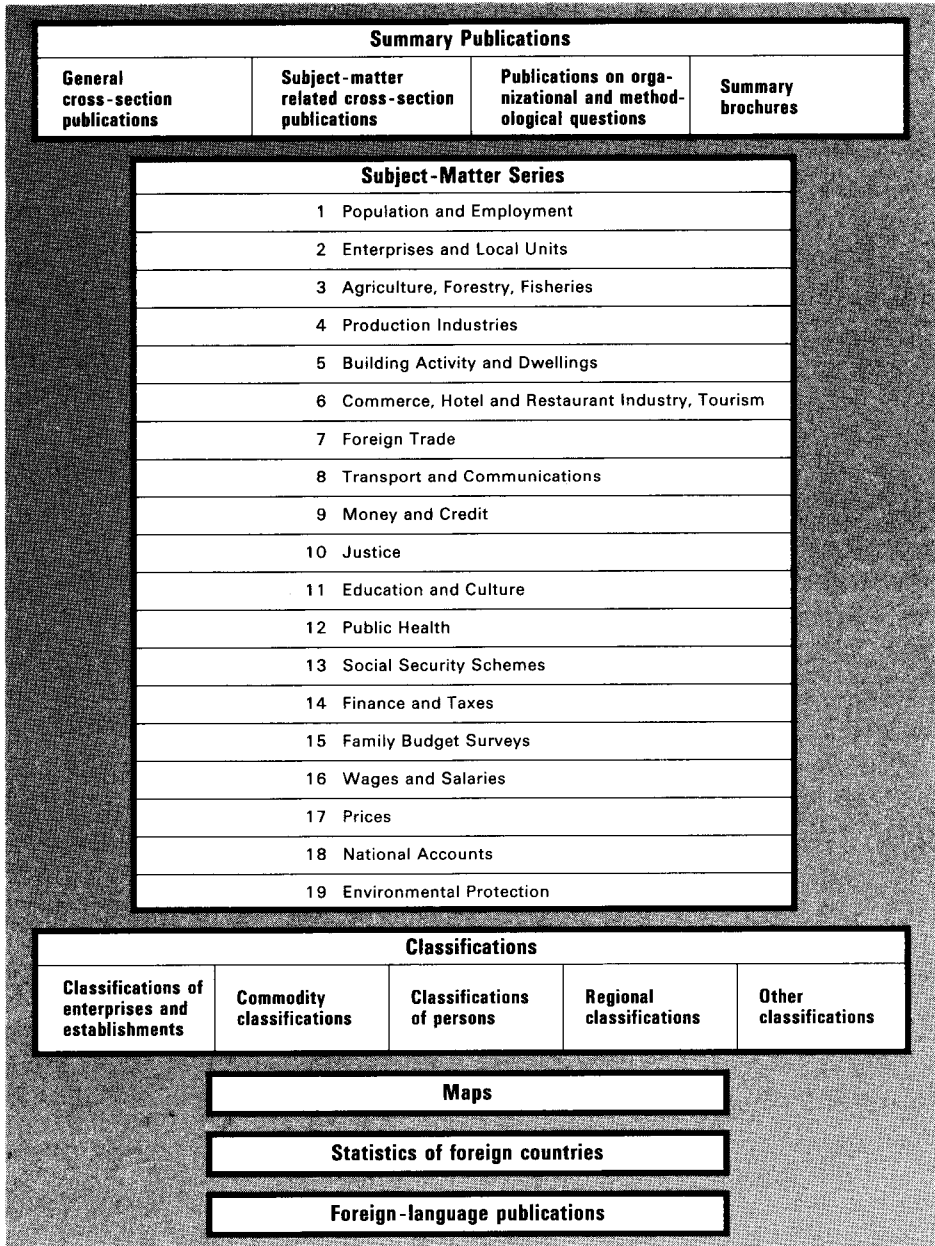 Summary Publications
General
cross-section
publications
Subject-matter
related cross-section
publications
Publications on orga-
nizational and method-
ological questions
Summary
brochures
Subject-Matter Series
1 Population and Employment
2 Enterprises and Local Units
3 Agriculture, Forestry, Fisheries
4 Production Industries
5 Building Activity and Dwellings
6 Commerce, Hotel and Restaurant Industry, Tourism
7 Foreign Trade
8 Transport and Communications
9 Money and Credit
10 Justice
11 Education and Culture
12 Public Health
13 Social Security Schemes
14 Finance and Taxes
15 Family Budget Surveys
16 Wages and Salaries
17 Prices
18 National Accounts
19 Environmental Protection
Classifications
Classifications of
enterprises and
establishments
Commodity
classifications
Classifications
of persons
Regional
classifications
Other
classifications
Maps
Statistics of foreign countries
Foreign-language publications